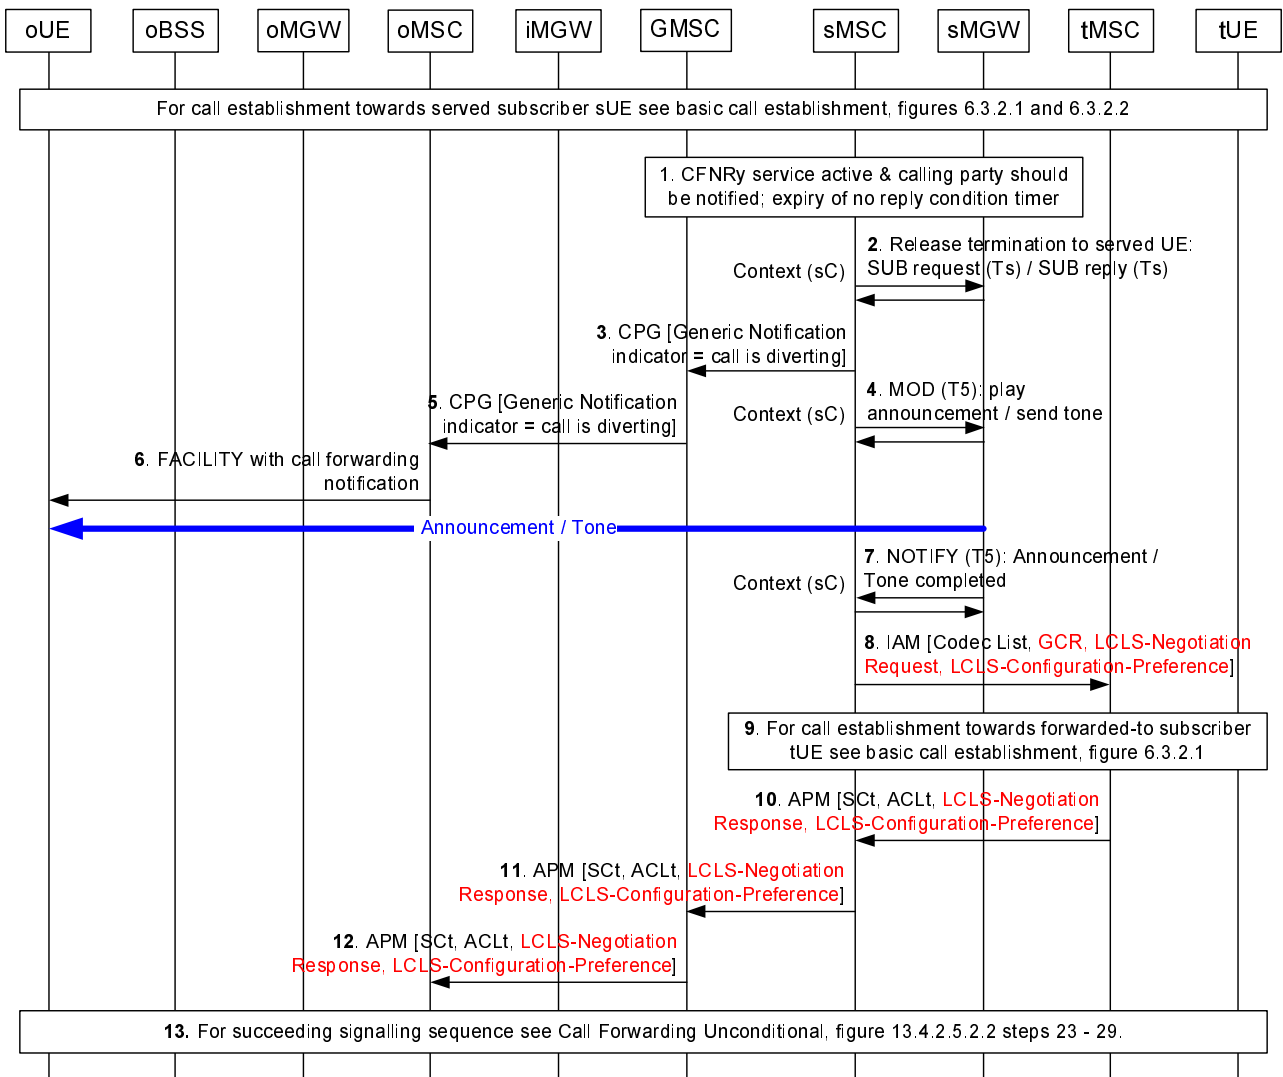 oUE oBSS oMGW oMSC iMGW GMSC sMSC sMGW tMSC tUE
For call establishment towards served subscriber sUE see basic call establishment, figures 6.3.2.1 and 6.3.2.2
1. CFNRy service active & calling party should
be notified; expiry of no reply condition timer
2. Release termination to served UE:
SUB request (Ts) / SUB reply (Ts)
Context (sC)
3. CPG [Generic Notification
indicator = call is diverting]
4. MOD (T5): play
announcement / send tone
Context (sC)
5. CPG [Generic Notification
indicator = call is diverting]
6. FACILITY with call forwarding
notification
Announcement / Tone
7. NOTIFY (T5): Announcement /
Tone completed
Context (sC)
8. IAM [Codec List, GCR, LCLS-Negotiation
Request, LCLS-Configuration-Preference]
9. For call establishment towards forwarded-to subscriber
tUE see basic call establishment, figure 6.3.2.1
10. APM [SCt, ACLt, LCLS-Negotiation
Response, LCLS-Configuration-Preference]
11. APM [SCt, ACLt, LCLS-Negotiation
Response, LCLS-Configuration-Preference]
12. APM [SCt, ACLt, LCLS-Negotiation
Response, LCLS-Configuration-Preference]
13. For succeeding signalling sequence see Call Forwarding Unconditional, figure 13.4.2.5.2.2 steps 23 - 29.